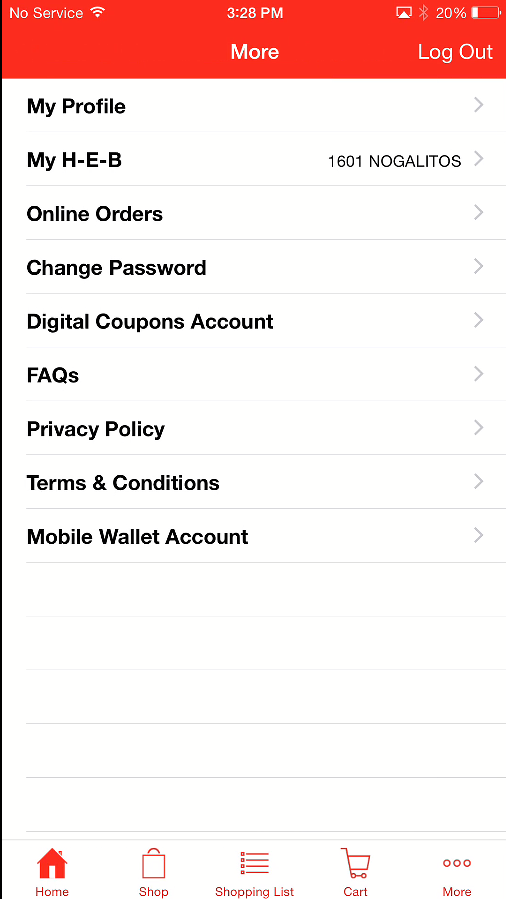 No Service 3:28 PM 20%
More Log Out
My Profile
My H-E-B 1601 NOGALITOS
Online Orders
Change Password
Digital Coupons Account
FAQs
Privacy Policy
Terms & Conditions
Mobile Wallet Account
Home Shop Shopping List Cart More